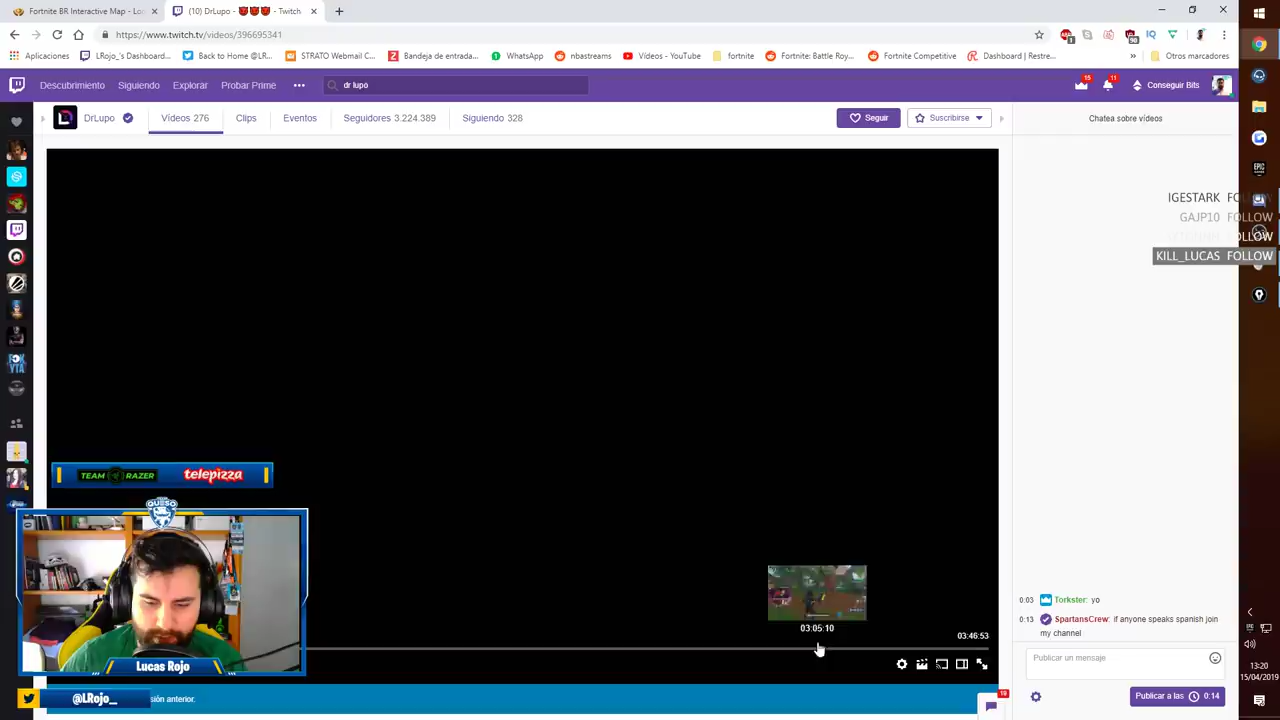 Fortnite BR Interactive Map - Lo
(10) DrLupo - - Twitch
https://www.twitch.tv/videos/396695341
Aplicaciones
LRojo_'s Dashboard...
Back to Home @LR...
STRATO Webmail C...
Bandeja de entrada...
WhatsApp
nbastreams
Vídeos - YouTube
fortnite
Fortnite: Battle Roy...
Fortnite Competitive
Dashboard | Restre...
Otros marcadores
Descubrimiento
Siguiendo
Explorar
Probar Prime
dr lupo
15
11
Conseguir Bits
DrLupo
Vídeos 276
Clips
Eventos
Seguidores 3.224.389
Siguiendo 328
Seguir
Suscribirse
Chatea sobre vídeos
IGESTARK FOLLOW
GAJP10 FOLLOW
FOLLOW
KILL_LUCAS FOLLOW
TEAM RAZER telepizza
QUESO
03:05:10
03:46:53
0:03 Torkster: yo
0:13 SpartansCrew: if anyone speaks spanish join
my channel
Publicar un mensaje
Lucas Rojo
@LRojo_
sión anterior.
Publicar a las 0:14
13:20
15/04/2019